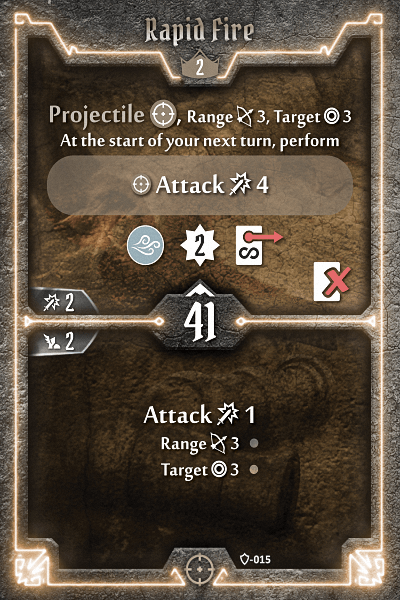 Rapid Fire
2
Projectile , Range 3, Target 3
At the start of your next turn, perform
Attack 4
2 S
2
41
2
Attack 1
Range 3
Target 3
-015